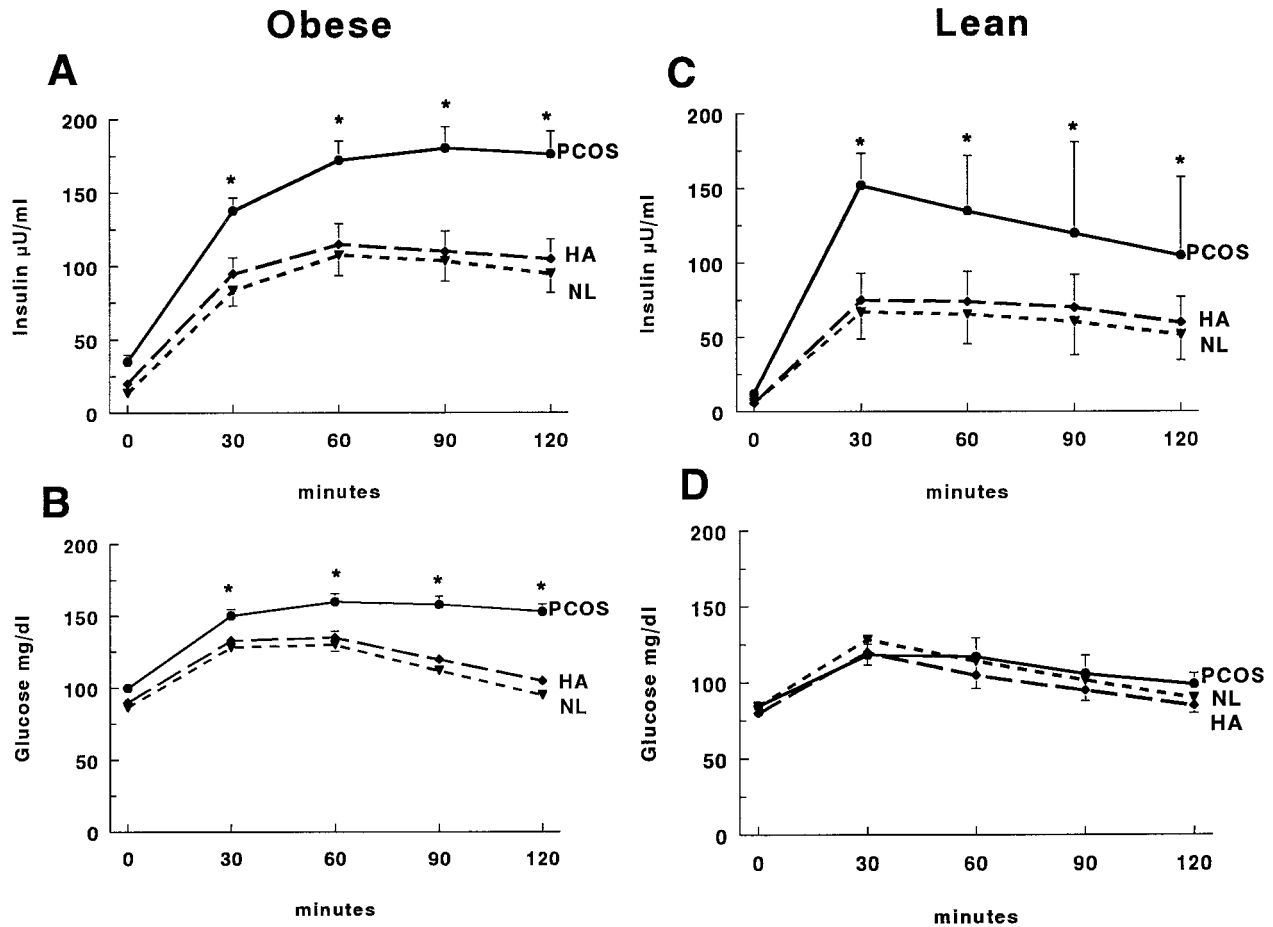 Obese
Lean
A
*
*
*
*
200
150
100
50
0
Insulin µU/ml
PCOS
HA
NL
0 30 60 90 120
minutes
C
*
*
*
*
200
150
100
50
0
Insulin µU/ml
PCOS
HA
NL
0 30 60 90 120
minutes
B
*
*
*
*
200
150
100
50
0
Glucose mg/dl
PCOS
HA
NL
0 30 60 90 120
minutes
D
200
150
100
50
0
Glucose mg/dl
PCOS
NL
HA
0 30 60 90 120
minutes